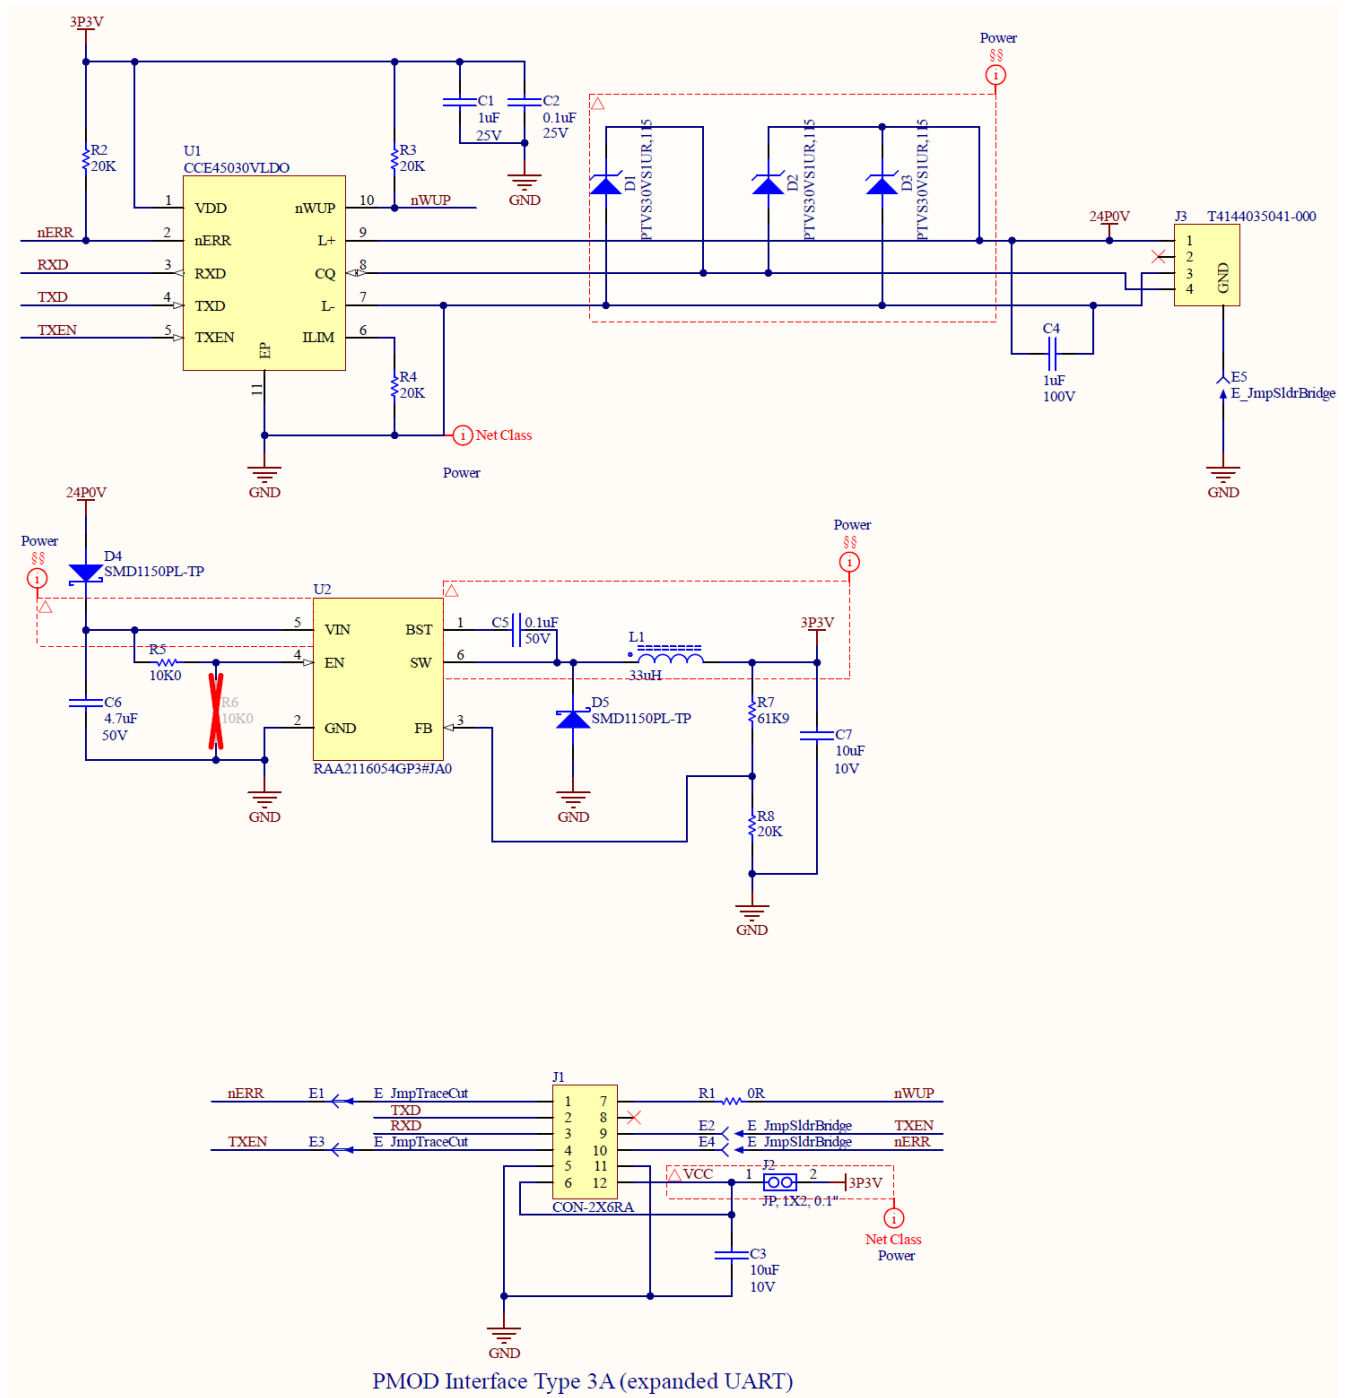 3P3V
Power
§§
i
C1
1uF
25V
C2
0.1uF
25V
R2
20K
U1
CCE45030VLDO
R3
20K
GND
D1
PTVS30VS1UR,115
D2
PTVS30VS1UR,115
D3
PTVS30VS1UR,115
1 VDD
nWUP 10 nWUP
nERR 2 nERR
L+ 9
RXD 3 RXD
CQ 8
TXD 4 TXD
L- 7
TXEN 5 TXEN
ILIM 6
EP
11
24P0V
J3 T4144035041-000
1
2
3
4
GND
C4
1uF
100V
R4
20K
E5
E_JmpSldrBridge
i Net Class
Power
GND
GND
24P0V
Power
§§
i
D4
SMD1150PL-TP
Power
§§
i
U2
5 VIN
BST 1
C5 0.1uF
50V
3P3V
R5
10K0
4 EN
SW 6
L1
33uH
C6
4.7uF
50V
R6
10K0
2 GND
FB 3
D5
SMD1150PL-TP
R7
61K9
C7
10uF
10V
RAA2116054GP3#JA0
GND
GND
R8
20K
GND
J1
nERR E1 E_JmpTraceCut 1
7 R1 0R nWUP
TXD 2
8
RXD 3
9 E2 E_JmpSldrBridge TXEN
TXEN E3 E_JmpTraceCut 4
10 E4 E_JmpSldrBridge nERR
5
11
6
12
VCC 1 J2 2 3P3V
JP, 1X2, 0.1"
CON-2X6RA
i
Net Class
Power
C3
10uF
10V
GND
PMOD Interface Type 3A (expanded UART)